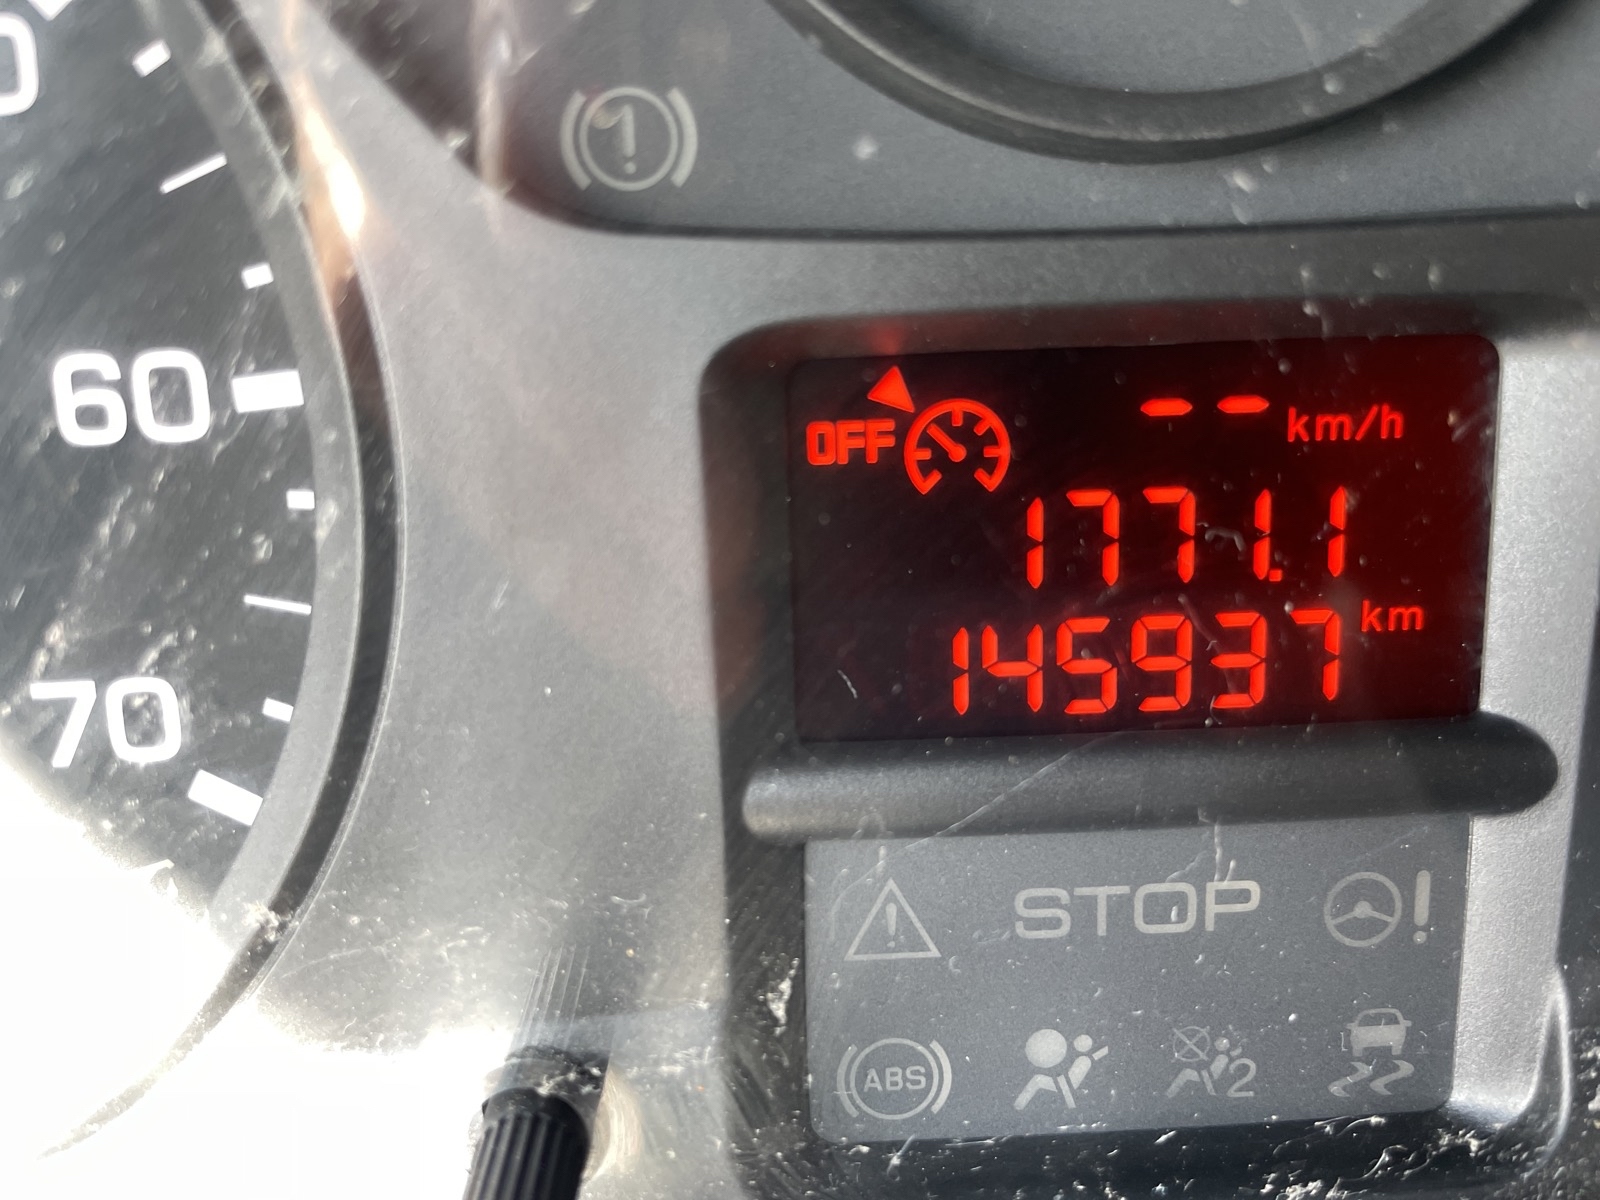 60
70
OFF
-- km/h
1771.1
145937 km
STOP
!
ABS
2